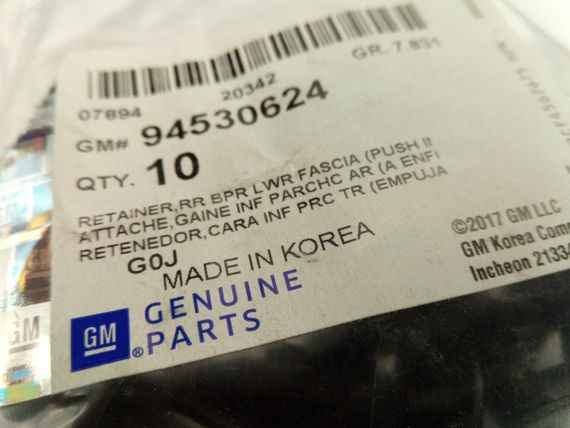 GR. 7.831
07894
20342
GM# 94530624
QTY. 10
RETAINER,RR BPR LWR FASCIA (PUSH
ATTACHE,GAINE INF PARCHC AR (A
RETENEDOR,CARA INF PRC TR (EMPUJA
G0J
MADE IN KOREA
GM
GENUINE
®PARTS
©2017 GM LLC
GM Korea
Incheon
GM